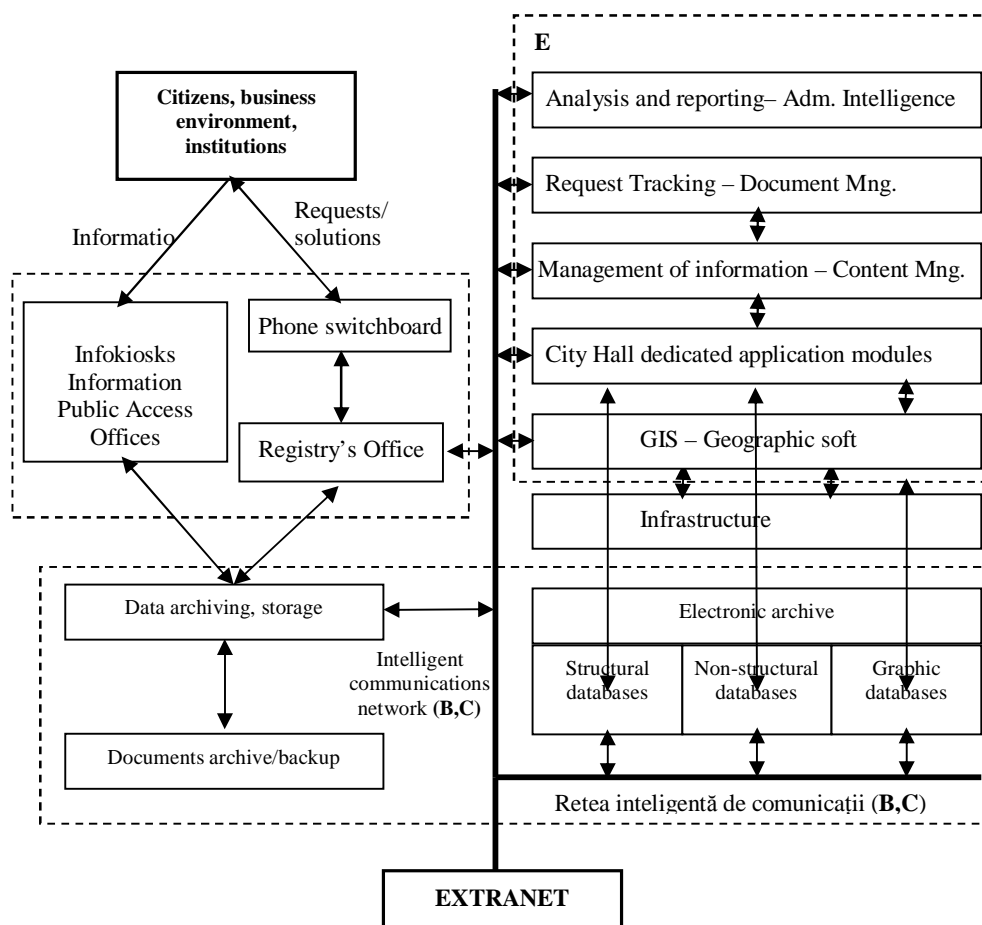 Citizens, business
environment,
institutions
Informatio
Requests/
solutions
Infokiosks
Information
Public Access
Offices
Phone switchboard
Registry's Office
Data archiving, storage
Documents archive/backup
Intelligent
communications
network (B,C)
E
Analysis and reporting– Adm. Intelligence
Request Tracking – Document Mng.
Management of information – Content Mng.
City Hall dedicated application modules
GIS – Geographic soft
Infrastructure
Electronic archive
Structural
databases
Non-structural
databases
Graphic
databases
Retea inteligentă de comunicații (B,C)
EXTRANET